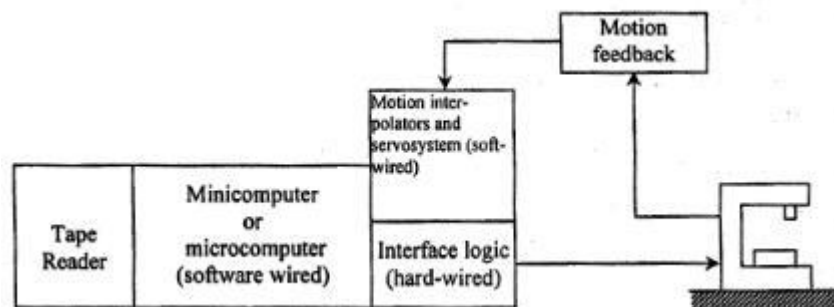 Motion
feedback
Motion inter-
polators and
servosystem (soft-
wired)
Tape
Reader
Minicomputer
or
microcomputer
(software wired)
Interface logic
(hard-wired)